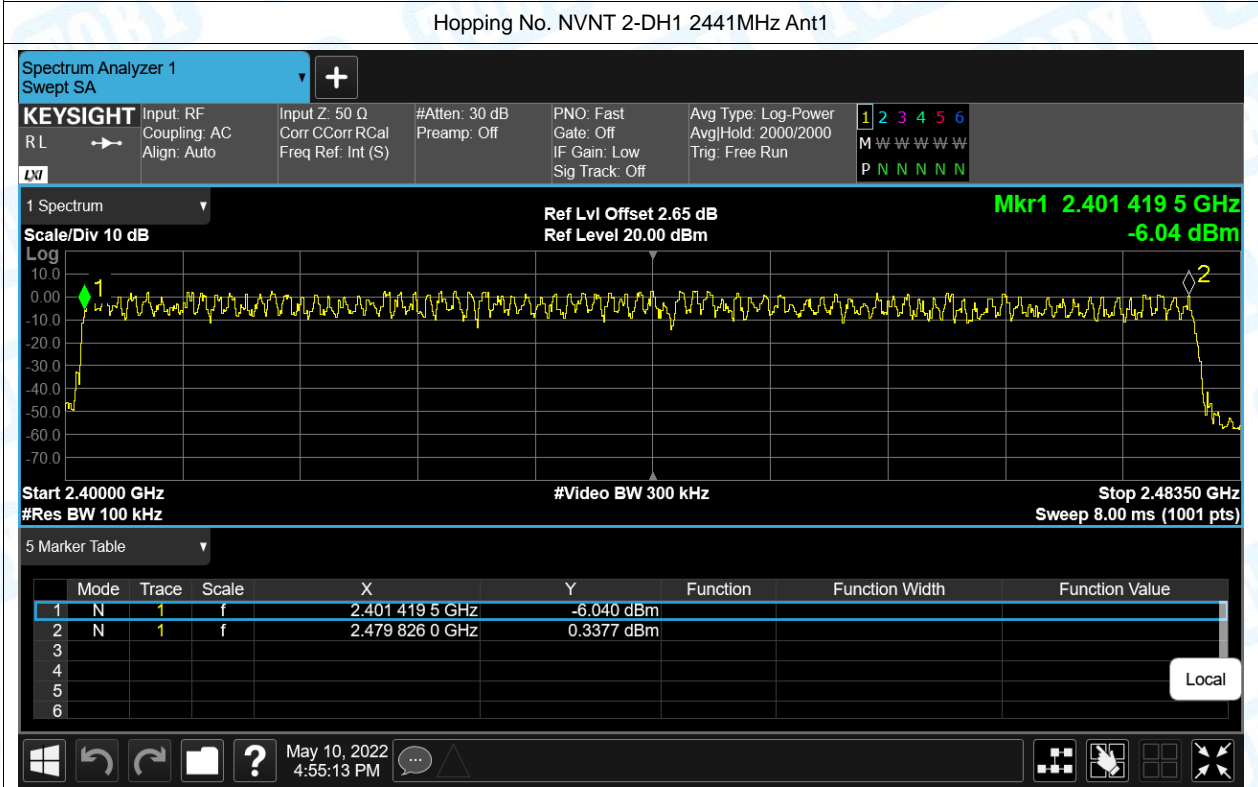 Hopping No. NVNT 2-DH1 2441MHz Ant1
Spectrum Analyzer 1
Swept SA
KEYSIGHT
RL
LXI
Input: RF
Coupling: AC
Align: Auto
Input Z: 50 Ω
Corr CCorr RCal
Freq Ref: Int (S)
#Atten: 30 dB
Preamp: Off
PNO: Fast
Gate: Off
IF Gain: Low
Sig Track: Off
Avg Type: Log-Power
Avg|Hold: 2000/2000
Trig: Free Run
1 2 3 4 5 6
M W W W W W
P N N N N N
1 Spectrum
Scale/Div 10 dB
Ref Lvl Offset 2.65 dB
Ref Level 20.00 dBm
Mkr1 2.401 419 5 GHz
-6.04 dBm
Log
10.0
0.00
-10.0
-20.0
-30.0
-40.0
-50.0
-60.0
-70.0
1
2
Start 2.40000 GHz
#Video BW 300 kHz
Stop 2.48350 GHz
#Res BW 100 kHz
Sweep 8.00 ms (1001 pts)
5 Marker Table
Mode Trace Scale X Y Function Function Width Function Value
1 N 1 f 2.401 419 5 GHz -6.040 dBm
2 N 1 f 2.479 826 0 GHz 0.3377 dBm
3
4
5
6
Local
?
May 10, 2022
4:55:13 PM